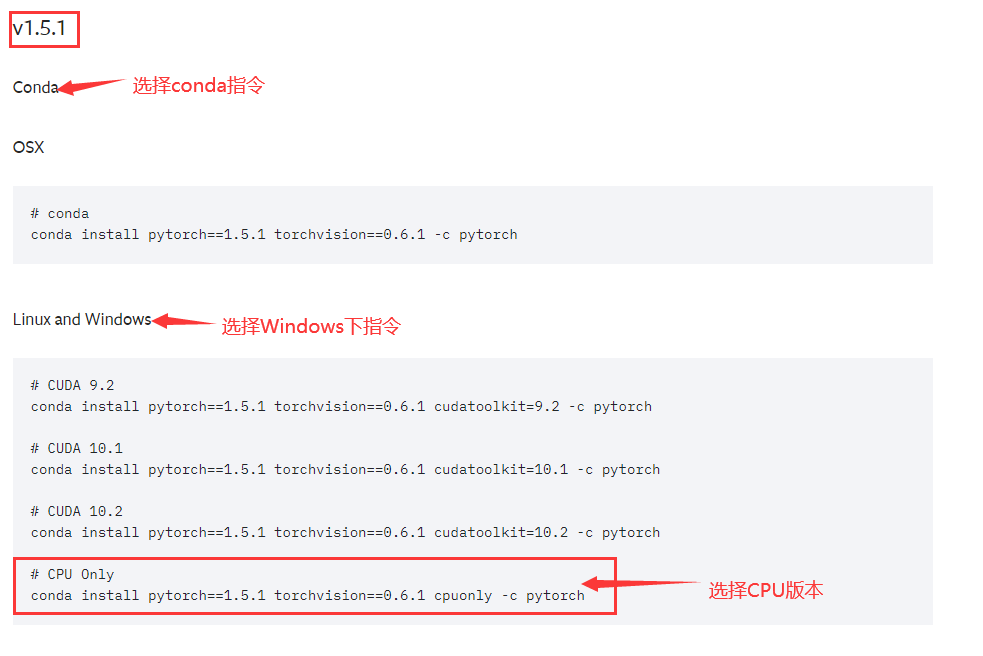 v1.5.1
Conda
选择conda指令
OSX
# conda
conda install pytorch==1.5.1 torchvision==0.6.1 -c pytorch
Linux and Windows
选择Windows下指令
# CUDA 9.2
conda install pytorch==1.5.1 torchvision==0.6.1 cudatoolkit=9.2 -c pytorch
# CUDA 10.1
conda install pytorch==1.5.1 torchvision==0.6.1 cudatoolkit=10.1 -c pytorch
# CUDA 10.2
conda install pytorch==1.5.1 torchvision==0.6.1 cudatoolkit=10.2 -c pytorch
# CPU Only
conda install pytorch==1.5.1 torchvision==0.6.1 cpuonly -c pytorch
选择CPU版本